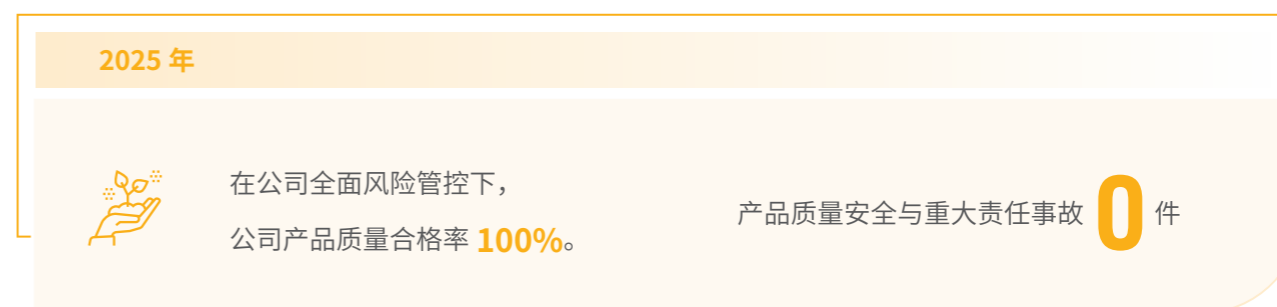 2025 年
在公司全面风险管控下，
公司产品质量合格率 100%。
产品质量安全与重大责任事故 0 件